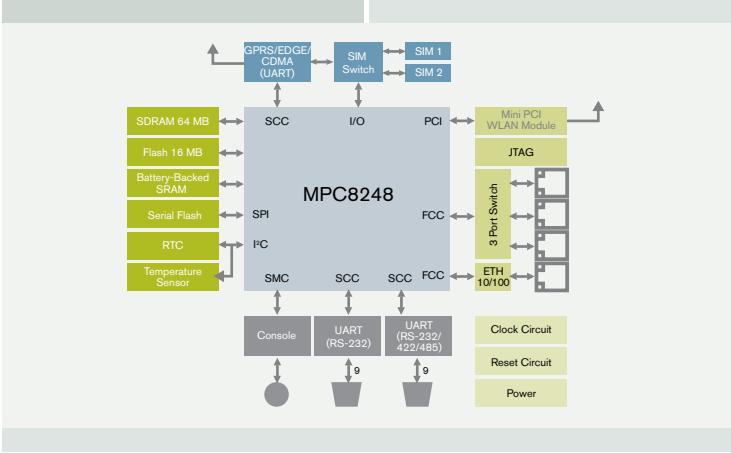 GPRS/EDGE/
CDMA
(UART)
SIM
Switch
SIM 1
SIM 2
SDRAM 64 MB
Flash 16 MB
Battery-Backed
SRAM
Serial Flash
RTC
Temperature
Sensor
SCC
I/O
PCI
MPC8248
SPI
I²C
FCC
FCC
SMC
SCC
SCC
Mini PCI
WLAN Module
JTAG
3 Port Switch
ETH
10/100
Console
UART
(RS-232)
UART
(RS-232/
422/485)
9
9
Clock Circuit
Reset Circuit
Power